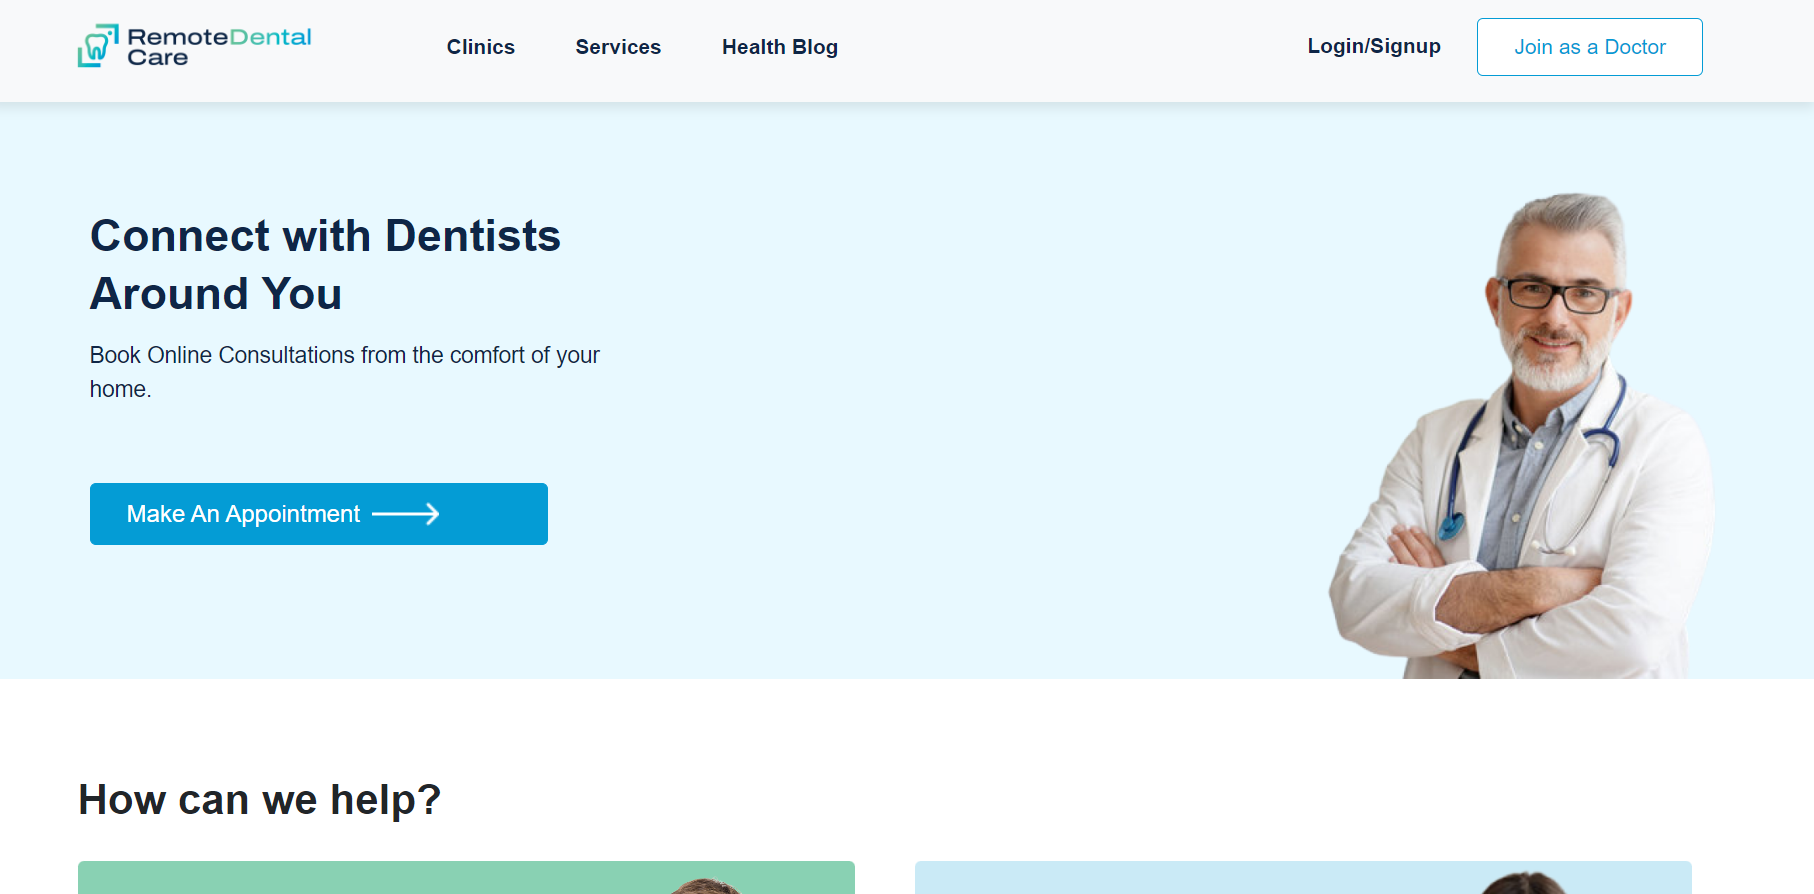 RemoteDental
Care
Clinics
Services
Health Blog
Login/Signup
Join as a Doctor
Connect with Dentists
Around You
Book Online Consultations from the comfort of your
home.
Make An Appointment
How can we help?